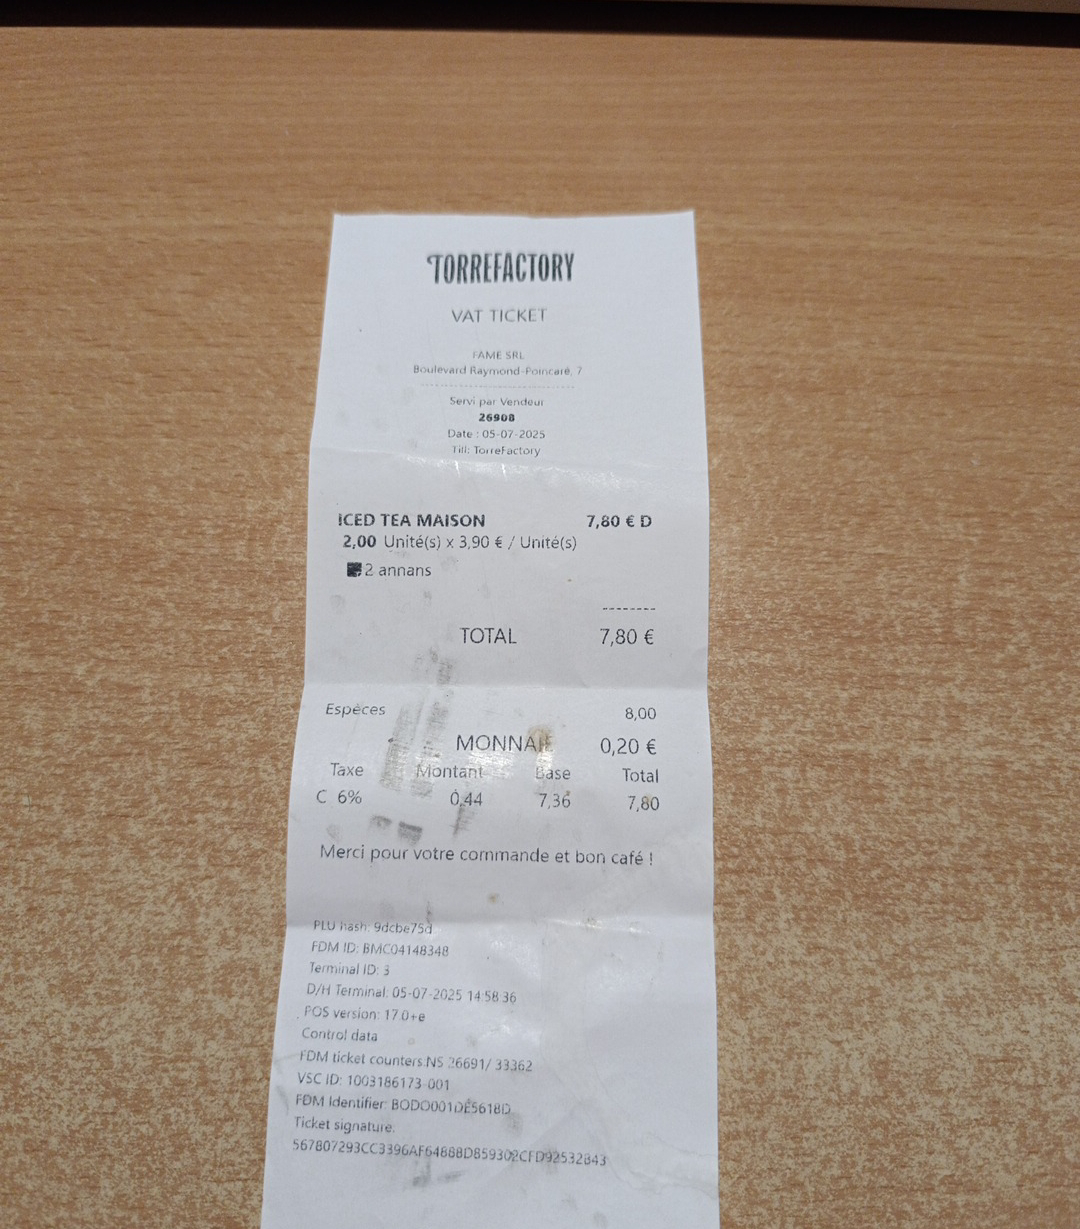 TORREFACTORY
VAT TICKET
FAME SRL
Boulevard Raymond-Poincaré, 7
Servi par Vendeur
26908
Date : 05-07-2025
Till: TorreFactory
ICED TEA MAISON 7,80 € D
2,00 Unité(s) x 3,90 € / Unité(s)
2 annans
--------
TOTAL 7,80 €
Espèces 8,00
MONNAIE 0,20 €
Taxe Montant Base Total
C 6% 0,44 7,36 7,80
Merci pour votre commande et bon café !
PLU hash: 9dcbe75d
FDM ID: BMC04148348
Terminal ID: 3
D/H Terminal: 05-07-2025 14:58:36
POS version: 17.0+e
Control data
FDM ticket counters:NS 26691/ 33362
VSC ID: 1003186173-001
FDM Identifier: BODO001DE5618D
Ticket signature:
567807293CC3396AF64888D859302CFD92532843